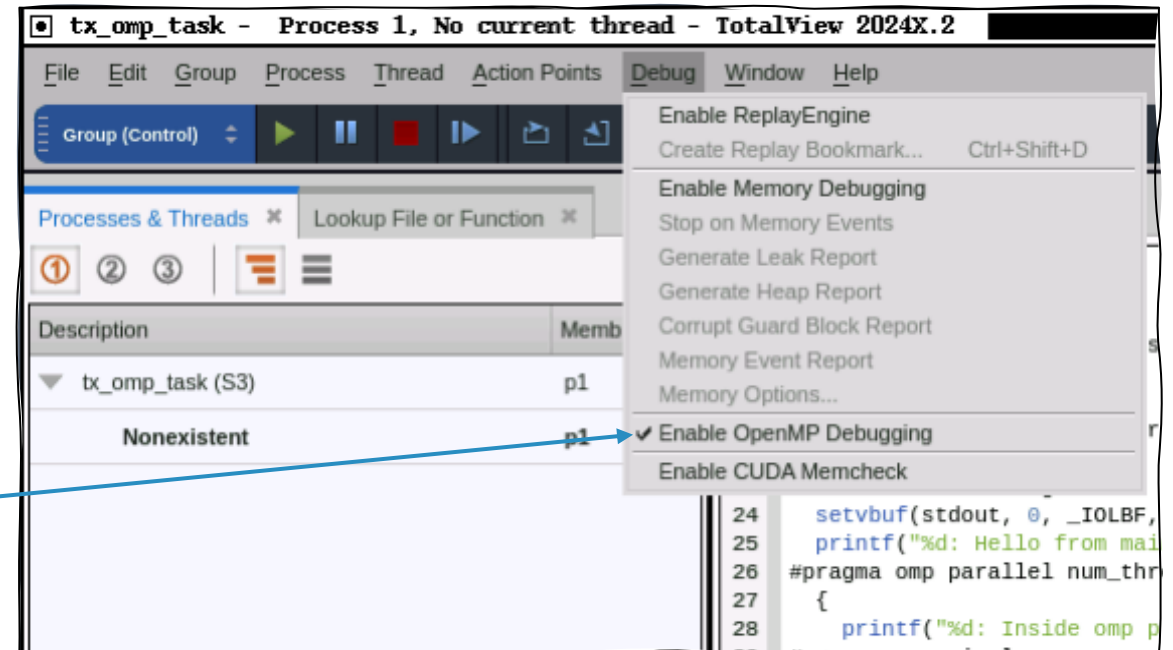 tx_omp_task - Process 1, No current thread - TotalView 2024X.2
File Edit Group Process Thread Action Points Debug Window Help
Group (Control)
Enable ReplayEngine
Create Replay Bookmark... Ctrl+Shift+D
Enable Memory Debugging
Stop on Memory Events
Generate Leak Report
Generate Heap Report
Corrupt Guard Block Report
Memory Event Report
Memory Options...
✔ Enable OpenMP Debugging
Enable CUDA Memcheck
Processes & Threads Lookup File or Function
① ② ③
Description Memb
tx_omp_task (S3) p1
Nonexistent p1
24 setvbuf(stdout, 0, _IOLBF,
25 printf("%d: Hello from mai
26 #pragma omp parallel num_thr
27 {
28 printf("%d: Inside omp p